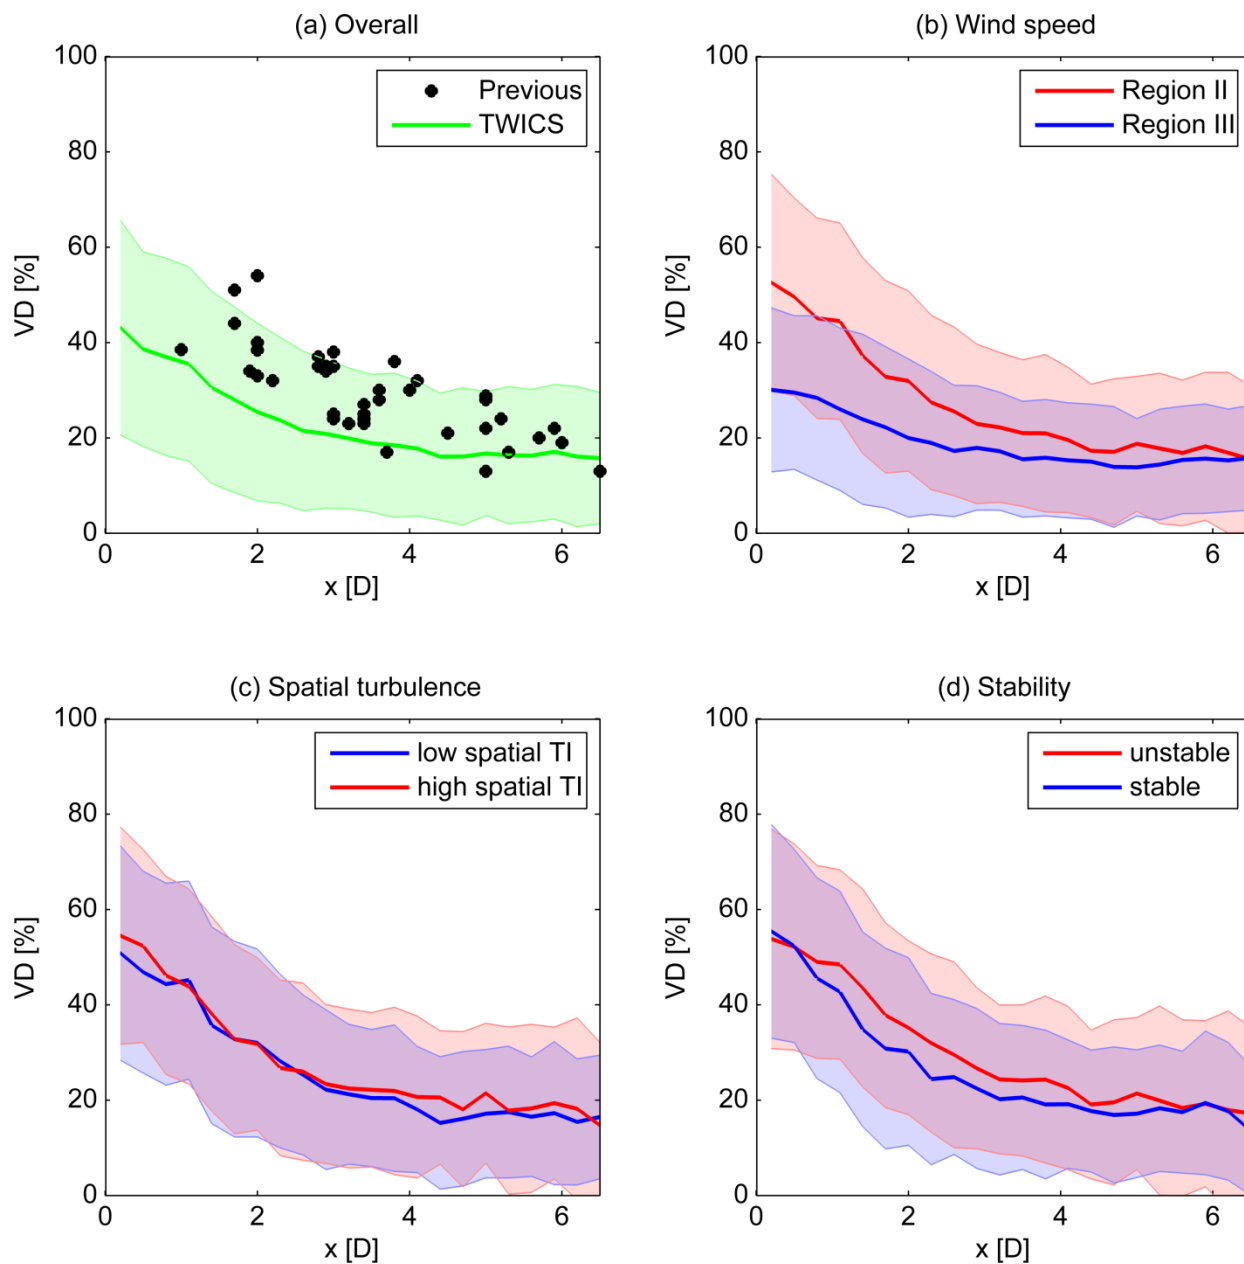 (a) Overall
100
80
60
40
20
0
VD [%]
Previous
TWICS
0 2 4 6
x [D]
(b) Wind speed
100
80
60
40
20
0
VD [%]
Region II
Region III
0 2 4 6
x [D]
(c) Spatial turbulence
100
80
60
40
20
0
VD [%]
low spatial TI
high spatial TI
0 2 4 6
x [D]
(d) Stability
100
80
60
40
20
0
VD [%]
unstable
stable
0 2 4 6
x [D]